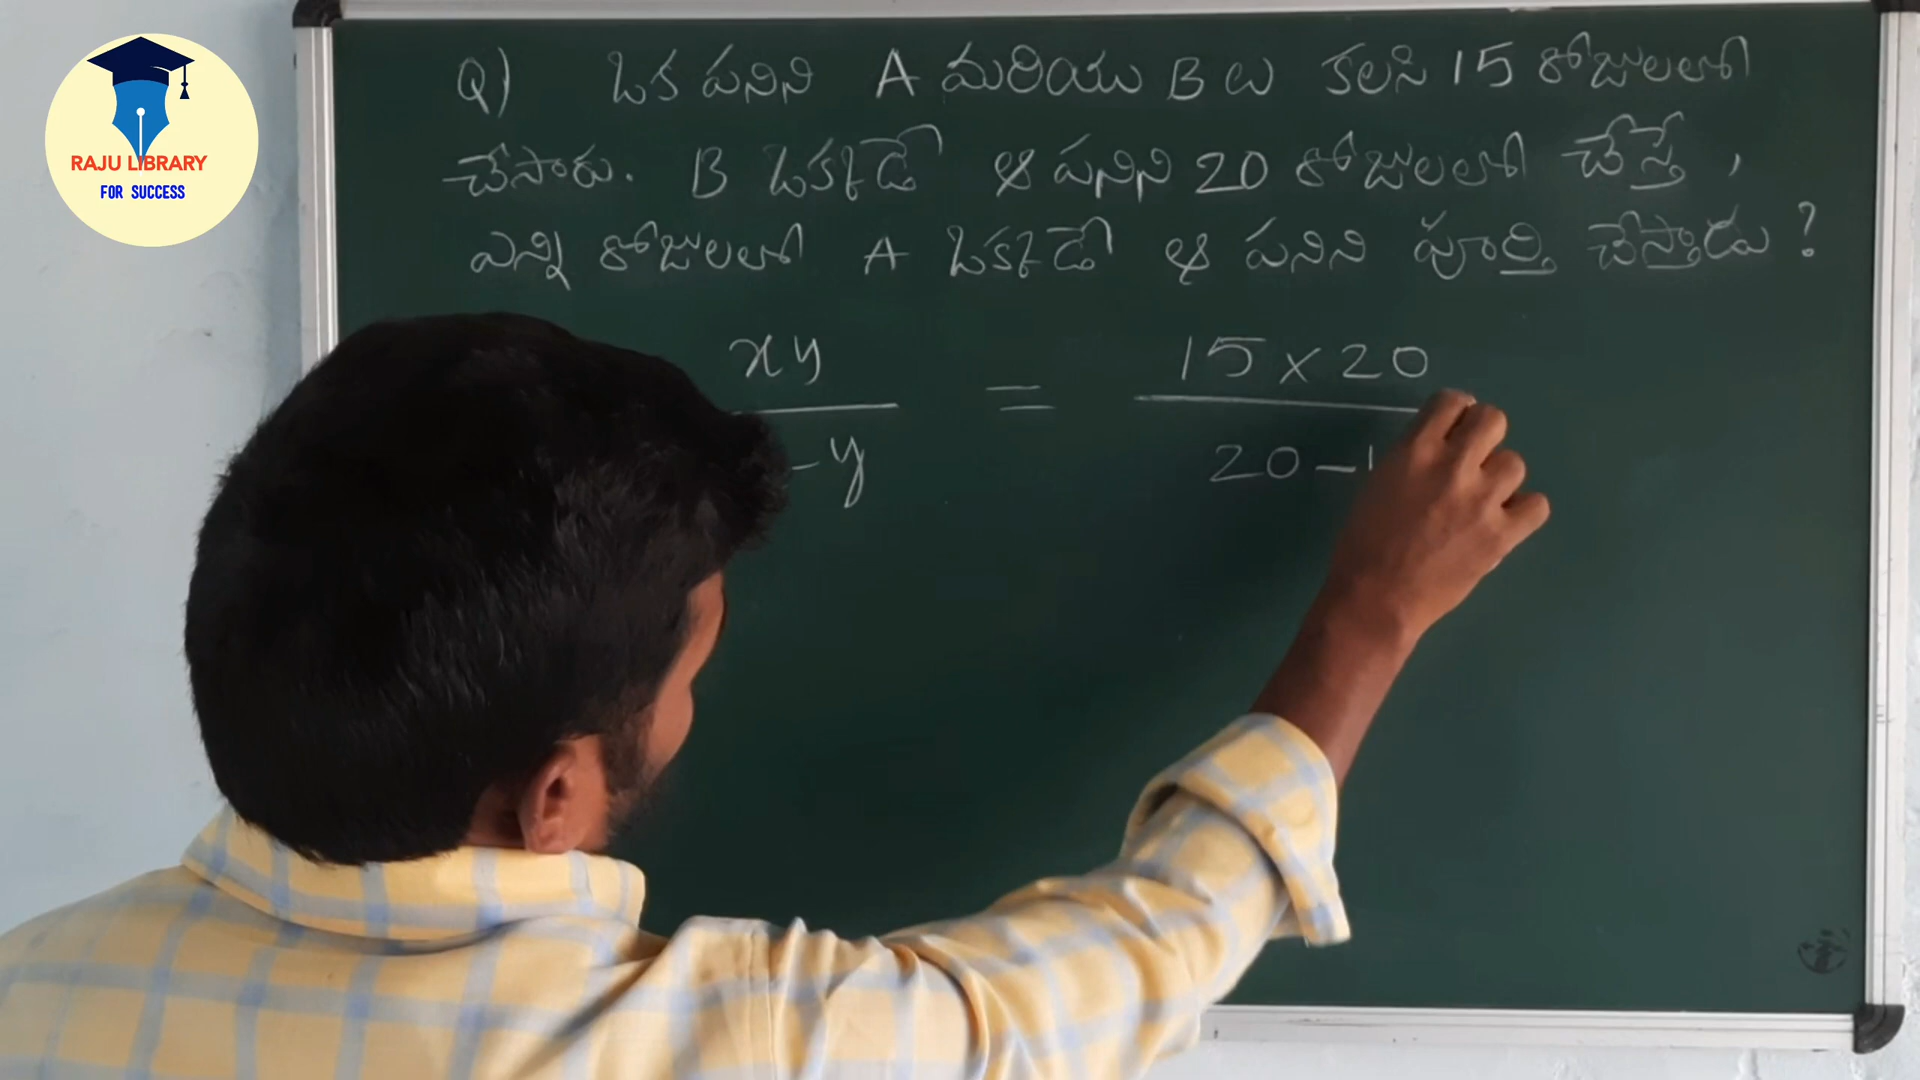 RAJU LIBRARY
FOR SUCCESS
Q) ఒక పనిని A మరియు B లు కలసి 15 రోజులలో
చేసారు. B ఒక్కడే ఆ పనిని 20 రోజులలో చేస్తే,
ఎన్ని రోజులలో A ఒక్కడే ఆ పనిని పూర్తి చేస్తాడు?
xy = 15 x 20
- y 20 - 1